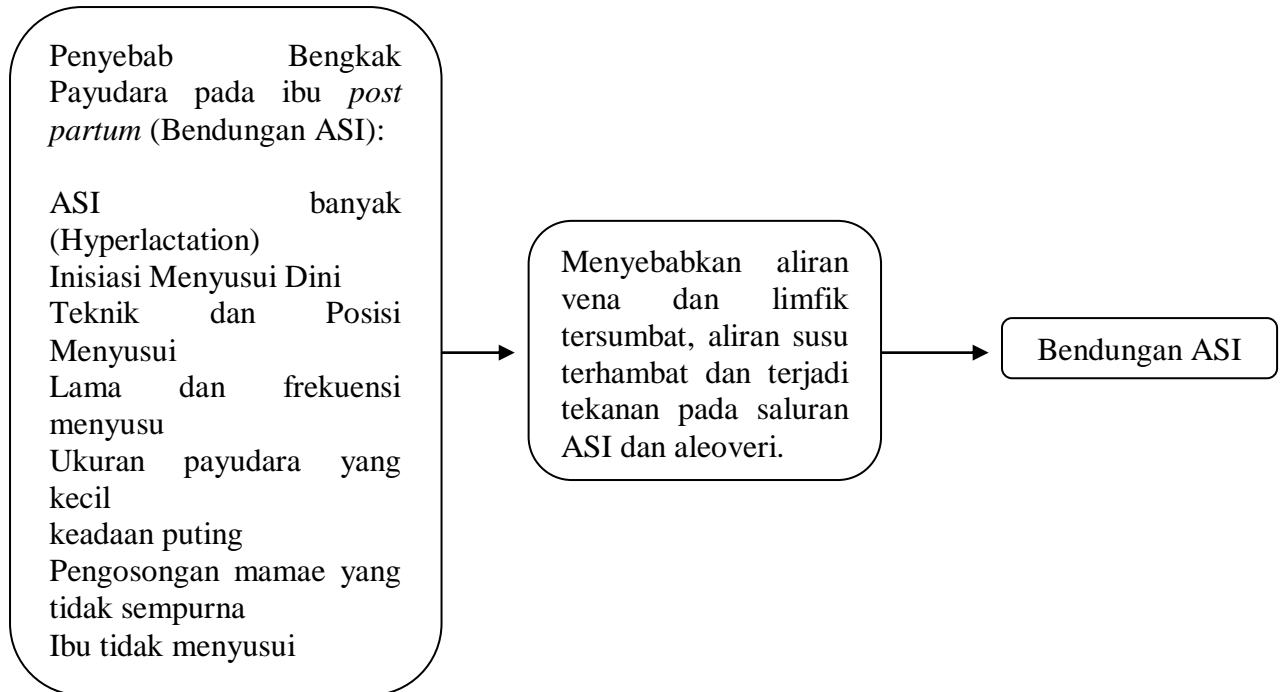 Penyebab Bengkak
Payudara pada ibu post
partum (Bendungan ASI):
ASI banyak
(Hyperlactation)
Inisiasi Menyusui Dini
Teknik dan Posisi
Menyusui
Lama dan frekuensi
menyusu
Ukuran payudara yang
kecil
keadaan puting
Pengosongan mamae yang
tidak sempurna
Ibu tidak menyusui
Menyebabkan aliran
vena dan limfik
tersumbat, aliran susu
terhambat dan terjadi
tekanan pada saluran
ASI dan aleoveri.
Bendungan ASI